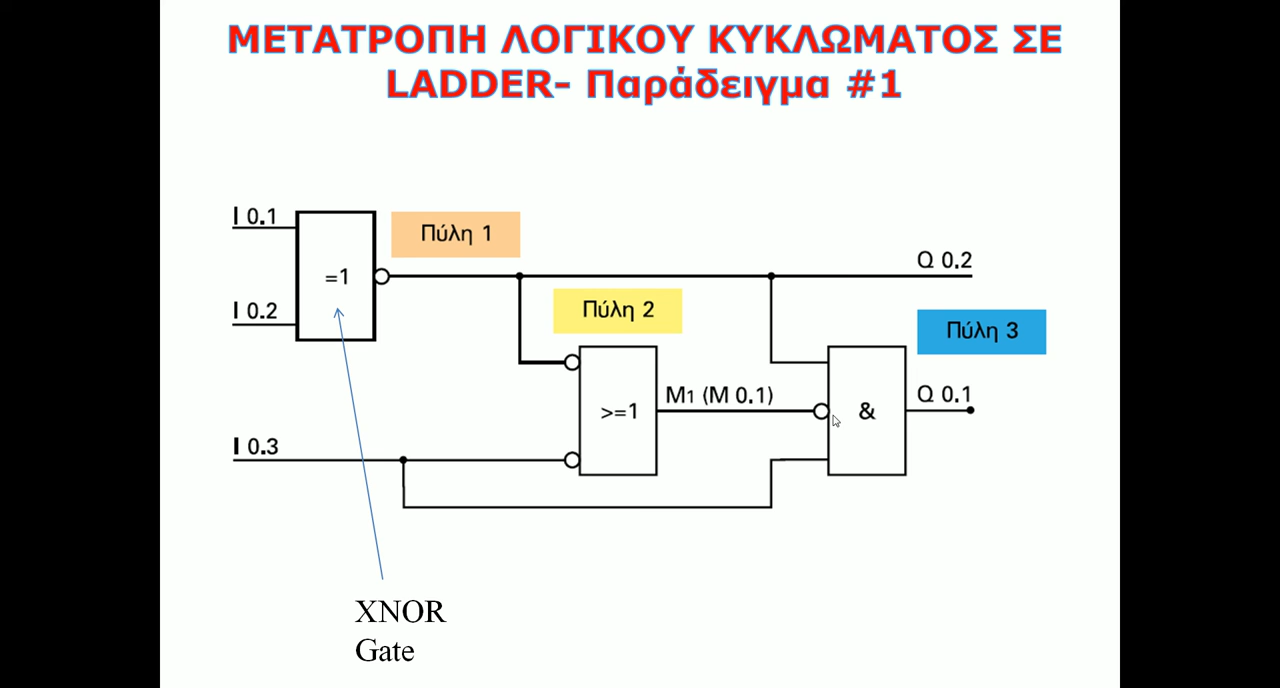 ΜΕΤΑΤΡΟΠΗ ΛΟΓΙΚΟΥ ΚΥΚΛΩΜΑΤΟΣ ΣΕ
LADDER- Παράδειγμα #1
I 0.1
Πύλη 1
=1
Q 0.2
I 0.2
Πύλη 2
Πύλη 3
>=1
M1 (M 0.1)
&
Q 0.1
I 0.3
XNOR
Gate